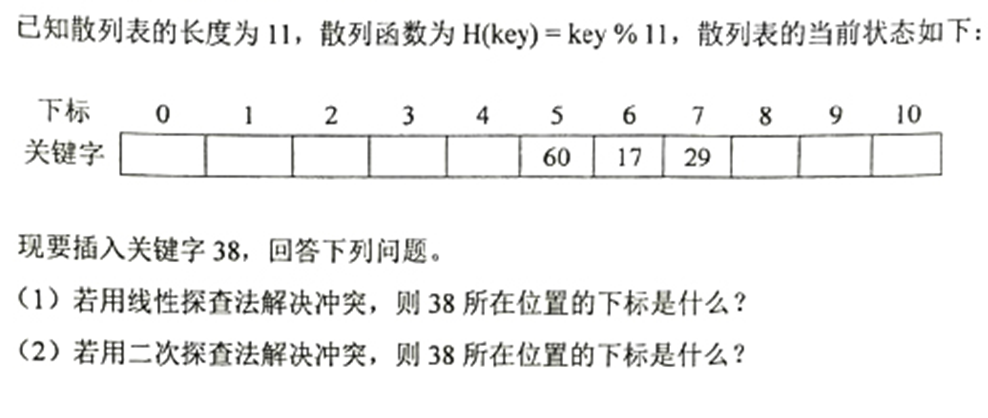 已知散列表的长度为 11，散列函数为 H(key) = key % 11，散列表的当前状态如下：
下标 0 1 2 3 4 5 6 7 8 9 10
关键字 60 17 29
现要插入关键字 38，回答下列问题。
（1）若用线性探查法解决冲突，则 38 所在位置的下标是什么？
（2）若用二次探查法解决冲突，则 38 所在位置的下标是什么？